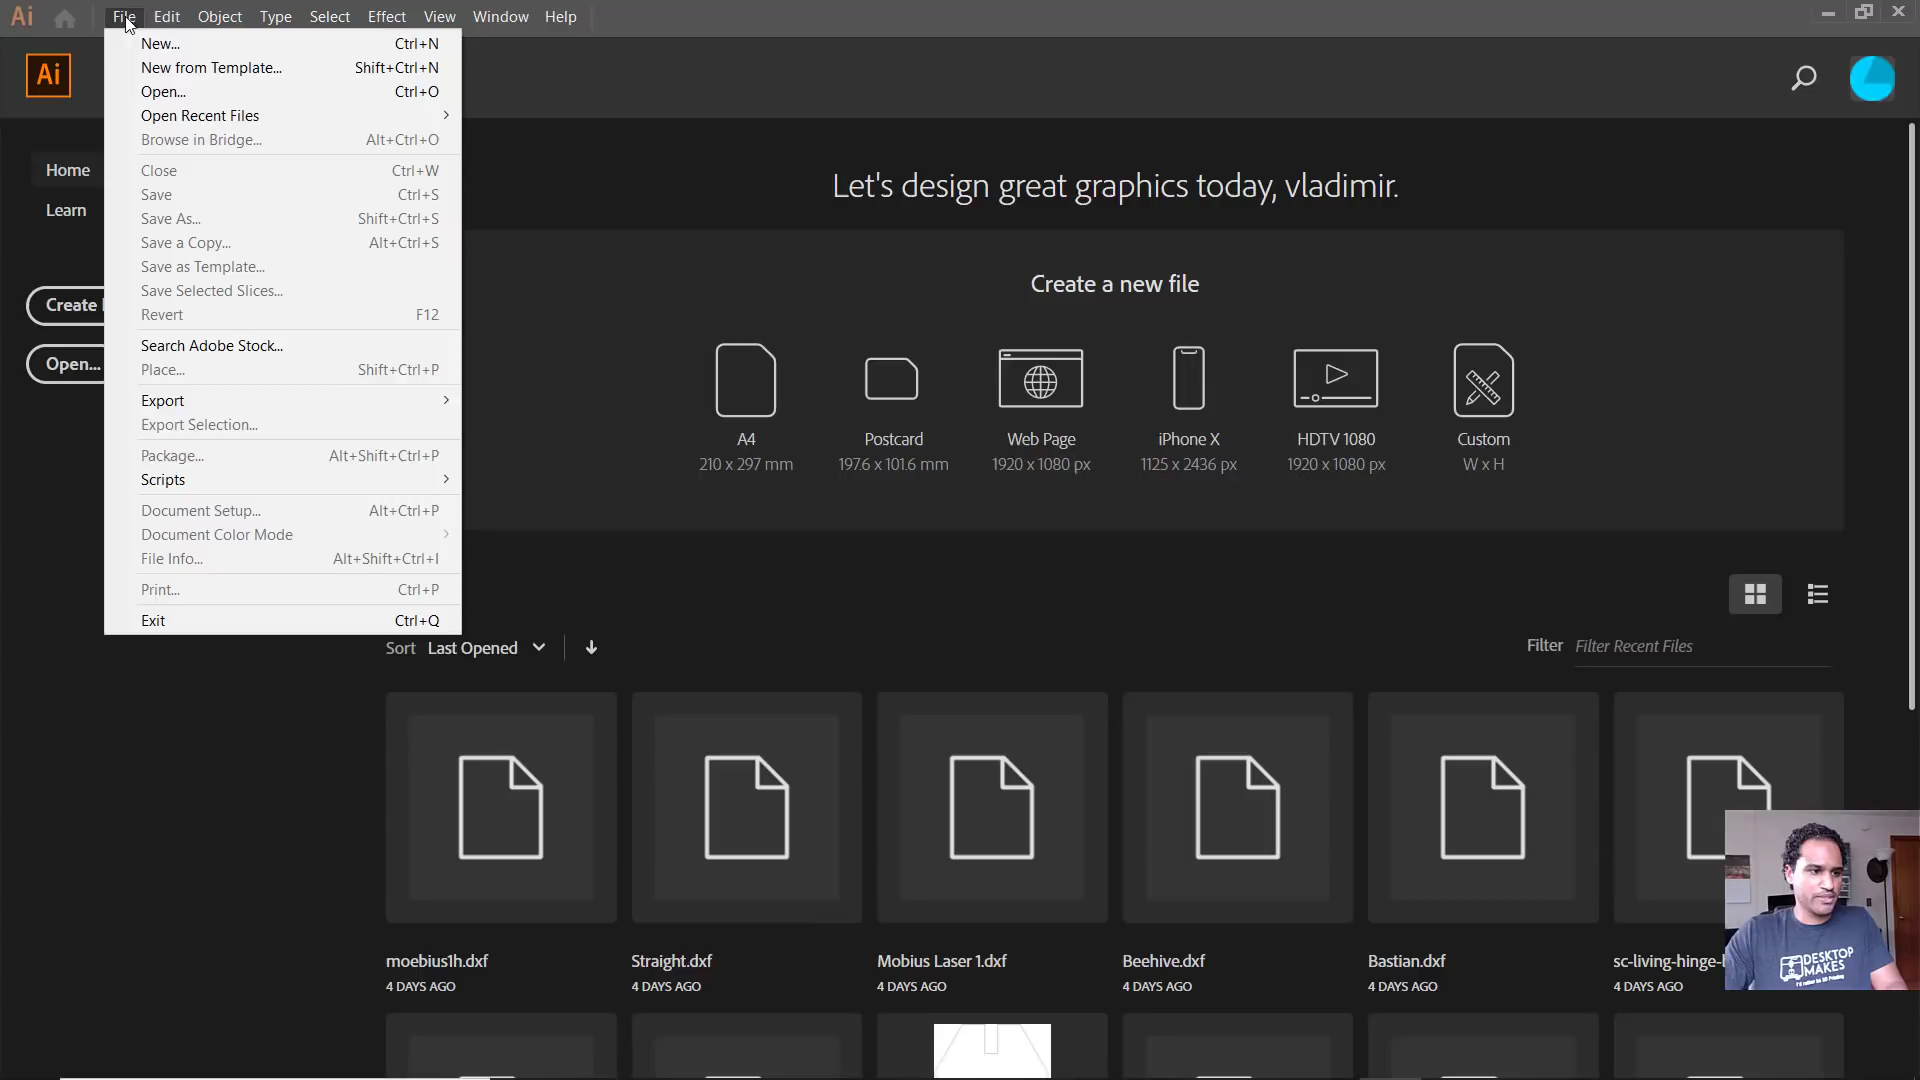 Ai File Edit Object Type Select Effect View Window Help
Ai
New... Ctrl+N
New from Template... Shift+Ctrl+N
Open... Ctrl+O
Open Recent Files
Browse in Bridge... Alt+Ctrl+O
Close Ctrl+W
Save Ctrl+S
Save As... Shift+Ctrl+S
Save a Copy... Alt+Ctrl+S
Save as Template...
Save Selected Slices...
Revert F12
Search Adobe Stock...
Place... Shift+Ctrl+P
Export
Export Selection...
Package... Alt+Shift+Ctrl+P
Scripts
Document Setup... Alt+Ctrl+P
Document Color Mode
File Info... Alt+Shift+Ctrl+I
Print... Ctrl+P
Exit Ctrl+Q
Home
Learn
Create
Open...
Let's design great graphics today, vladimir.
Create a new file
A4 Postcard Web Page iPhone X HDTV 1080 Custom
210 x 297 mm 197.6 x 101.6 mm 1920 x 1080 px 1125 x 2436 px 1920 x 1080 px W x H
Sort Last Opened Filter Filter Recent Files
moebius1h.dxf Straight.dxf Mobius Laser 1.dxf Beehive.dxf Bastian.dxf sc-living-hinge-
4 DAYS AGO 4 DAYS AGO 4 DAYS AGO 4 DAYS AGO 4 DAYS AGO 4 DAYS AGO
DESKTOP
MAKES
I'd rather be 3D Printing